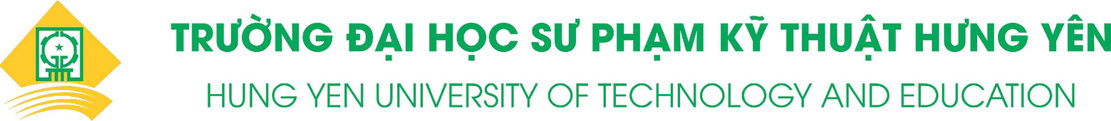 TRƯỜNG ĐẠI HỌC SƯ PHẠM KỸ THUẬT HƯNG YÊN
HUNG YEN UNIVERSITY OF TECHNOLOGY AND EDUCATION